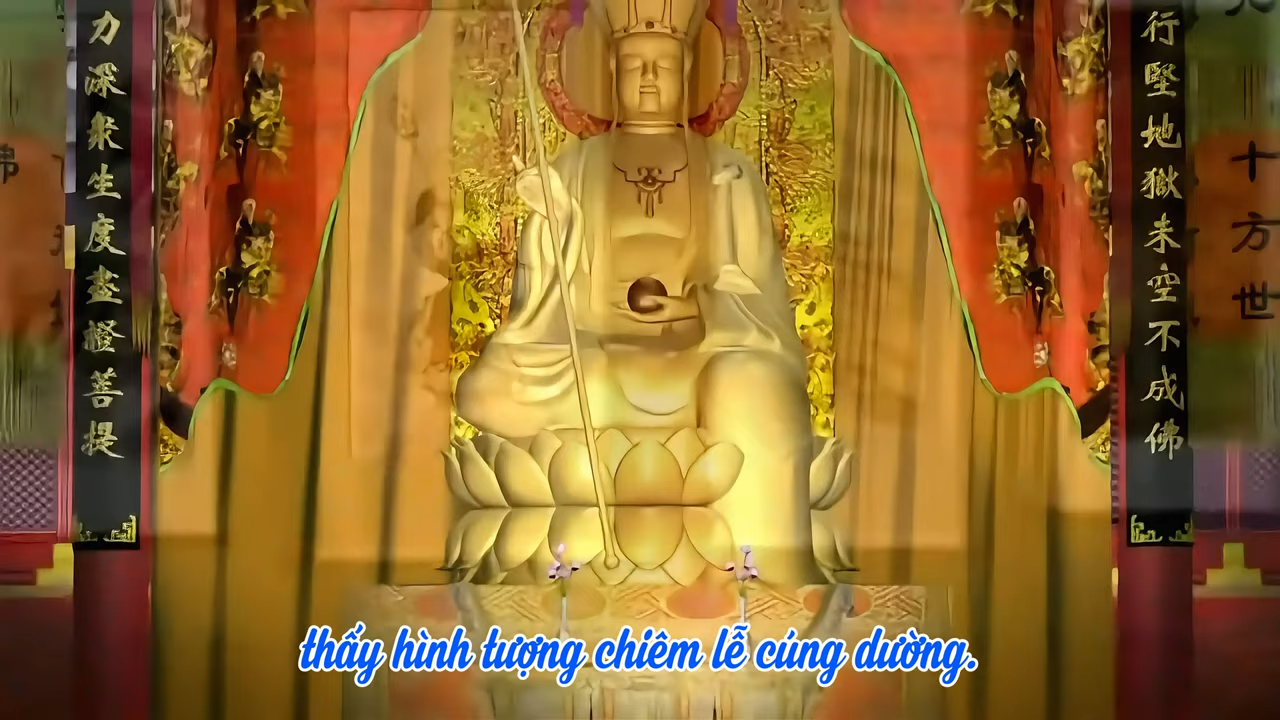 力深衆生度盡證菩提
行堅地獄未空不成佛
十方世
thấy hình tượng chiêm lễ cúng dường.